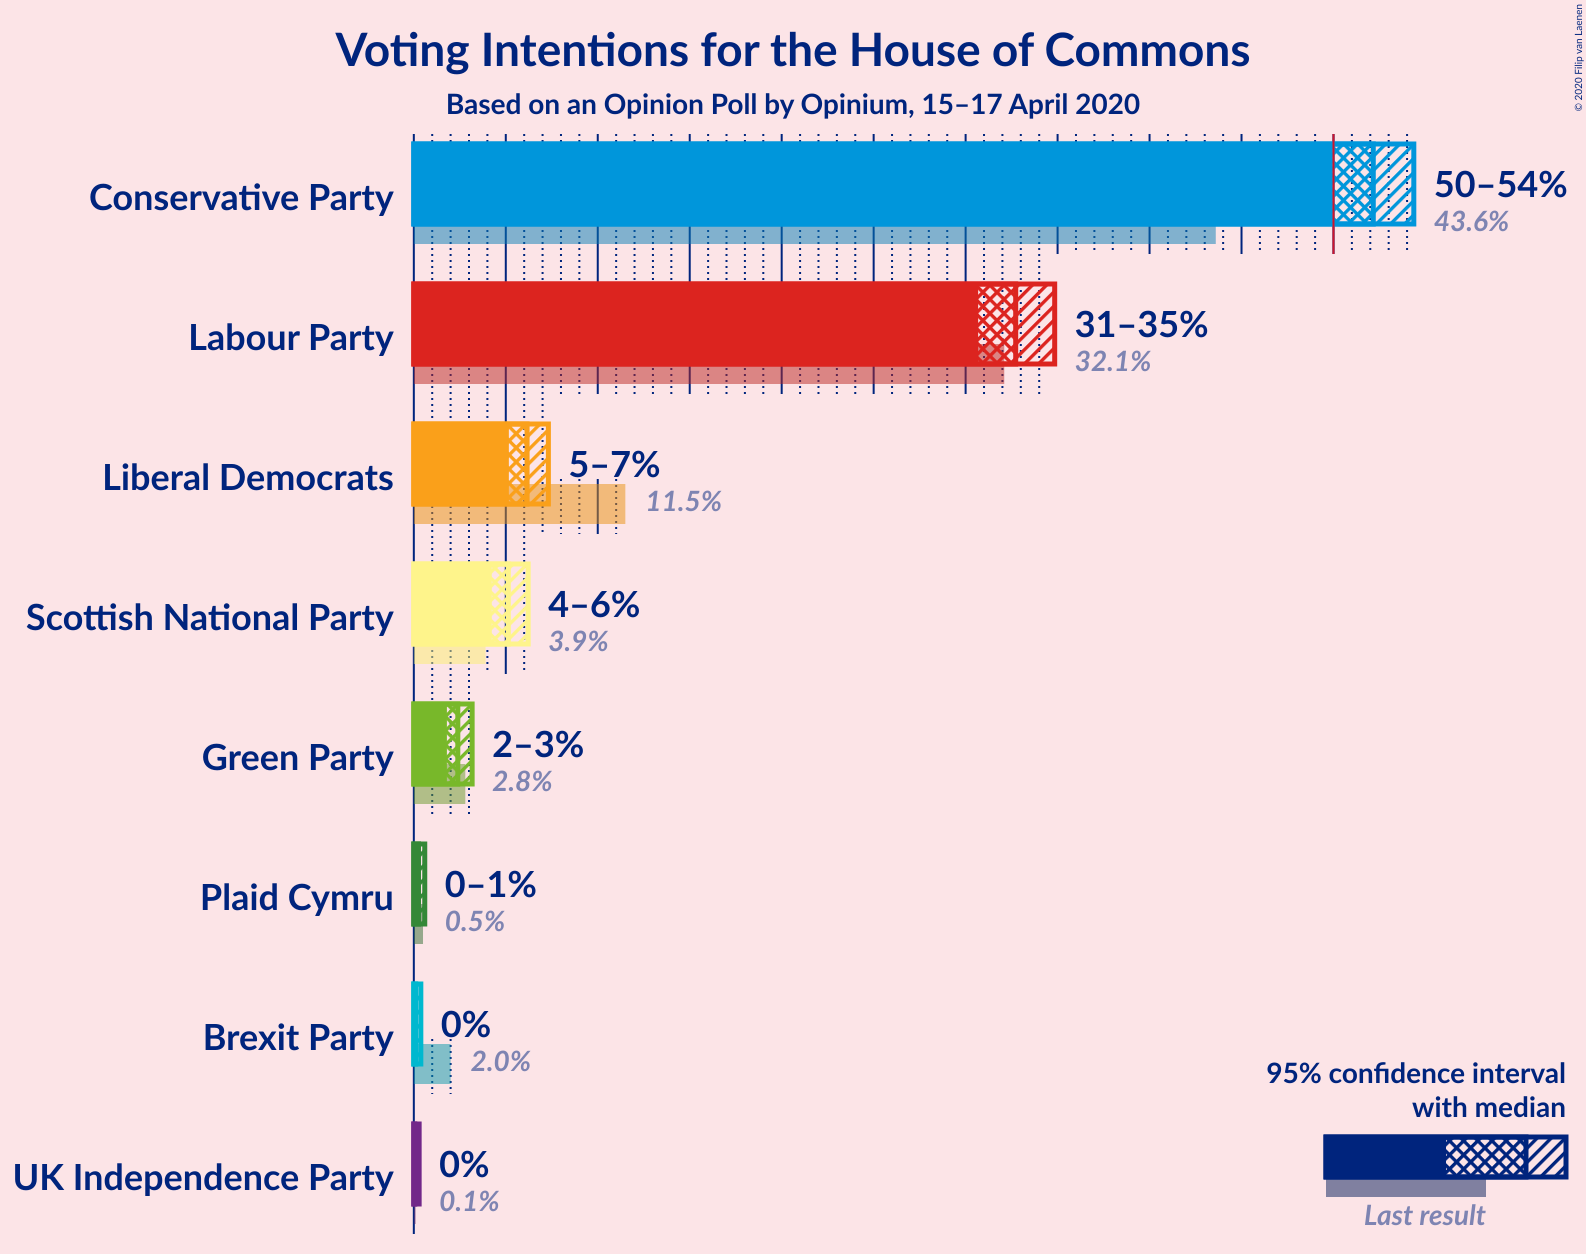 Voting Intentions for the House of Commons
Based on an Opinion Poll by Opinium, 15–17 April 2020
© 2020 Filip van Laenen
Conservative Party
50–54%
43.6%
Labour Party
31–35%
32.1%
Liberal Democrats
5–7%
11.5%
Scottish National Party
4–6%
3.9%
Green Party
2–3%
2.8%
Plaid Cymru
0–1%
0.5%
Brexit Party
0%
2.0%
UK Independence Party
0%
0.1%
95% confidence interval
with median
Last result